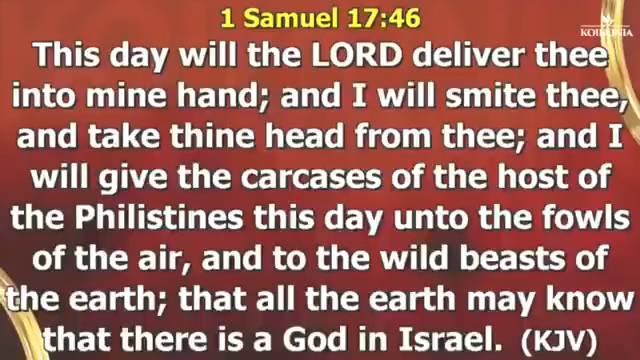 1 Samuel 17:46
KOINONIA
This day will the LORD deliver thee
into mine hand; and I will smite thee,
and take thine head from thee; and I
will give the carcases of the host of
the Philistines this day unto the fowls
of the air, and to the wild beasts of
the earth; that all the earth may know
that there is a God in Israel. (KJV)